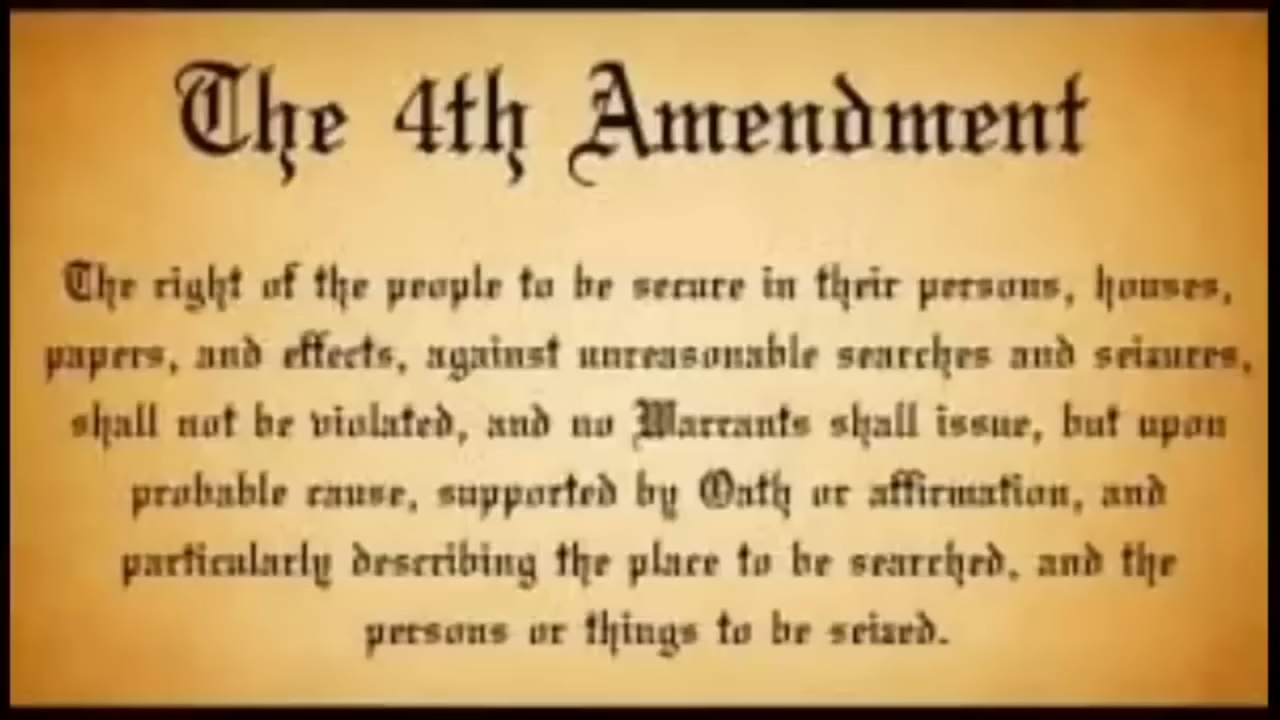 The 4th Amendment
The right of the people to be secure in their persons, houses,
papers, and effects, against unreasonable searches and seizures,
shall not be violated, and no Warrants shall issue, but upon
probable cause, supported by Oath or affirmation, and
particularly describing the place to be searched, and the
persons or things to be seized.